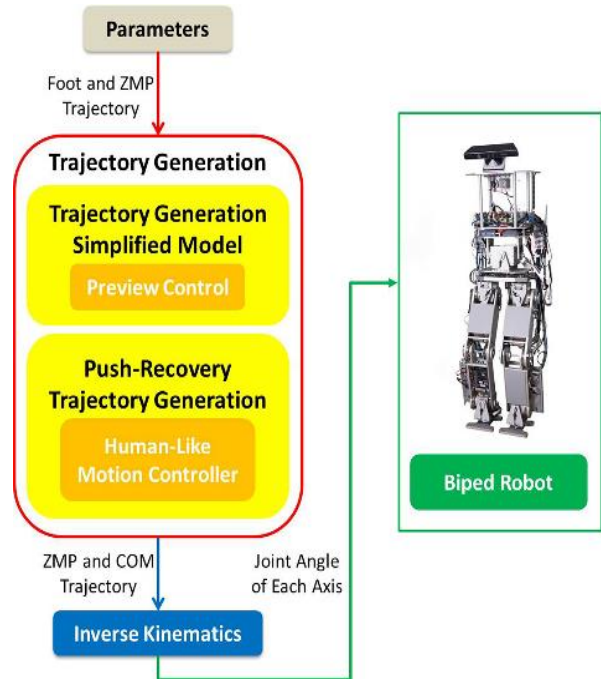 Parameters
Foot and ZMP
Trajectory
Trajectory Generation
Trajectory Generation
Simplified Model
Preview Control
Push-Recovery
Trajectory Generation
Human-Like
Motion Controller
ZMP and COM
Trajectory
Inverse Kinematics
Joint Angle
of Each Axis
Biped Robot